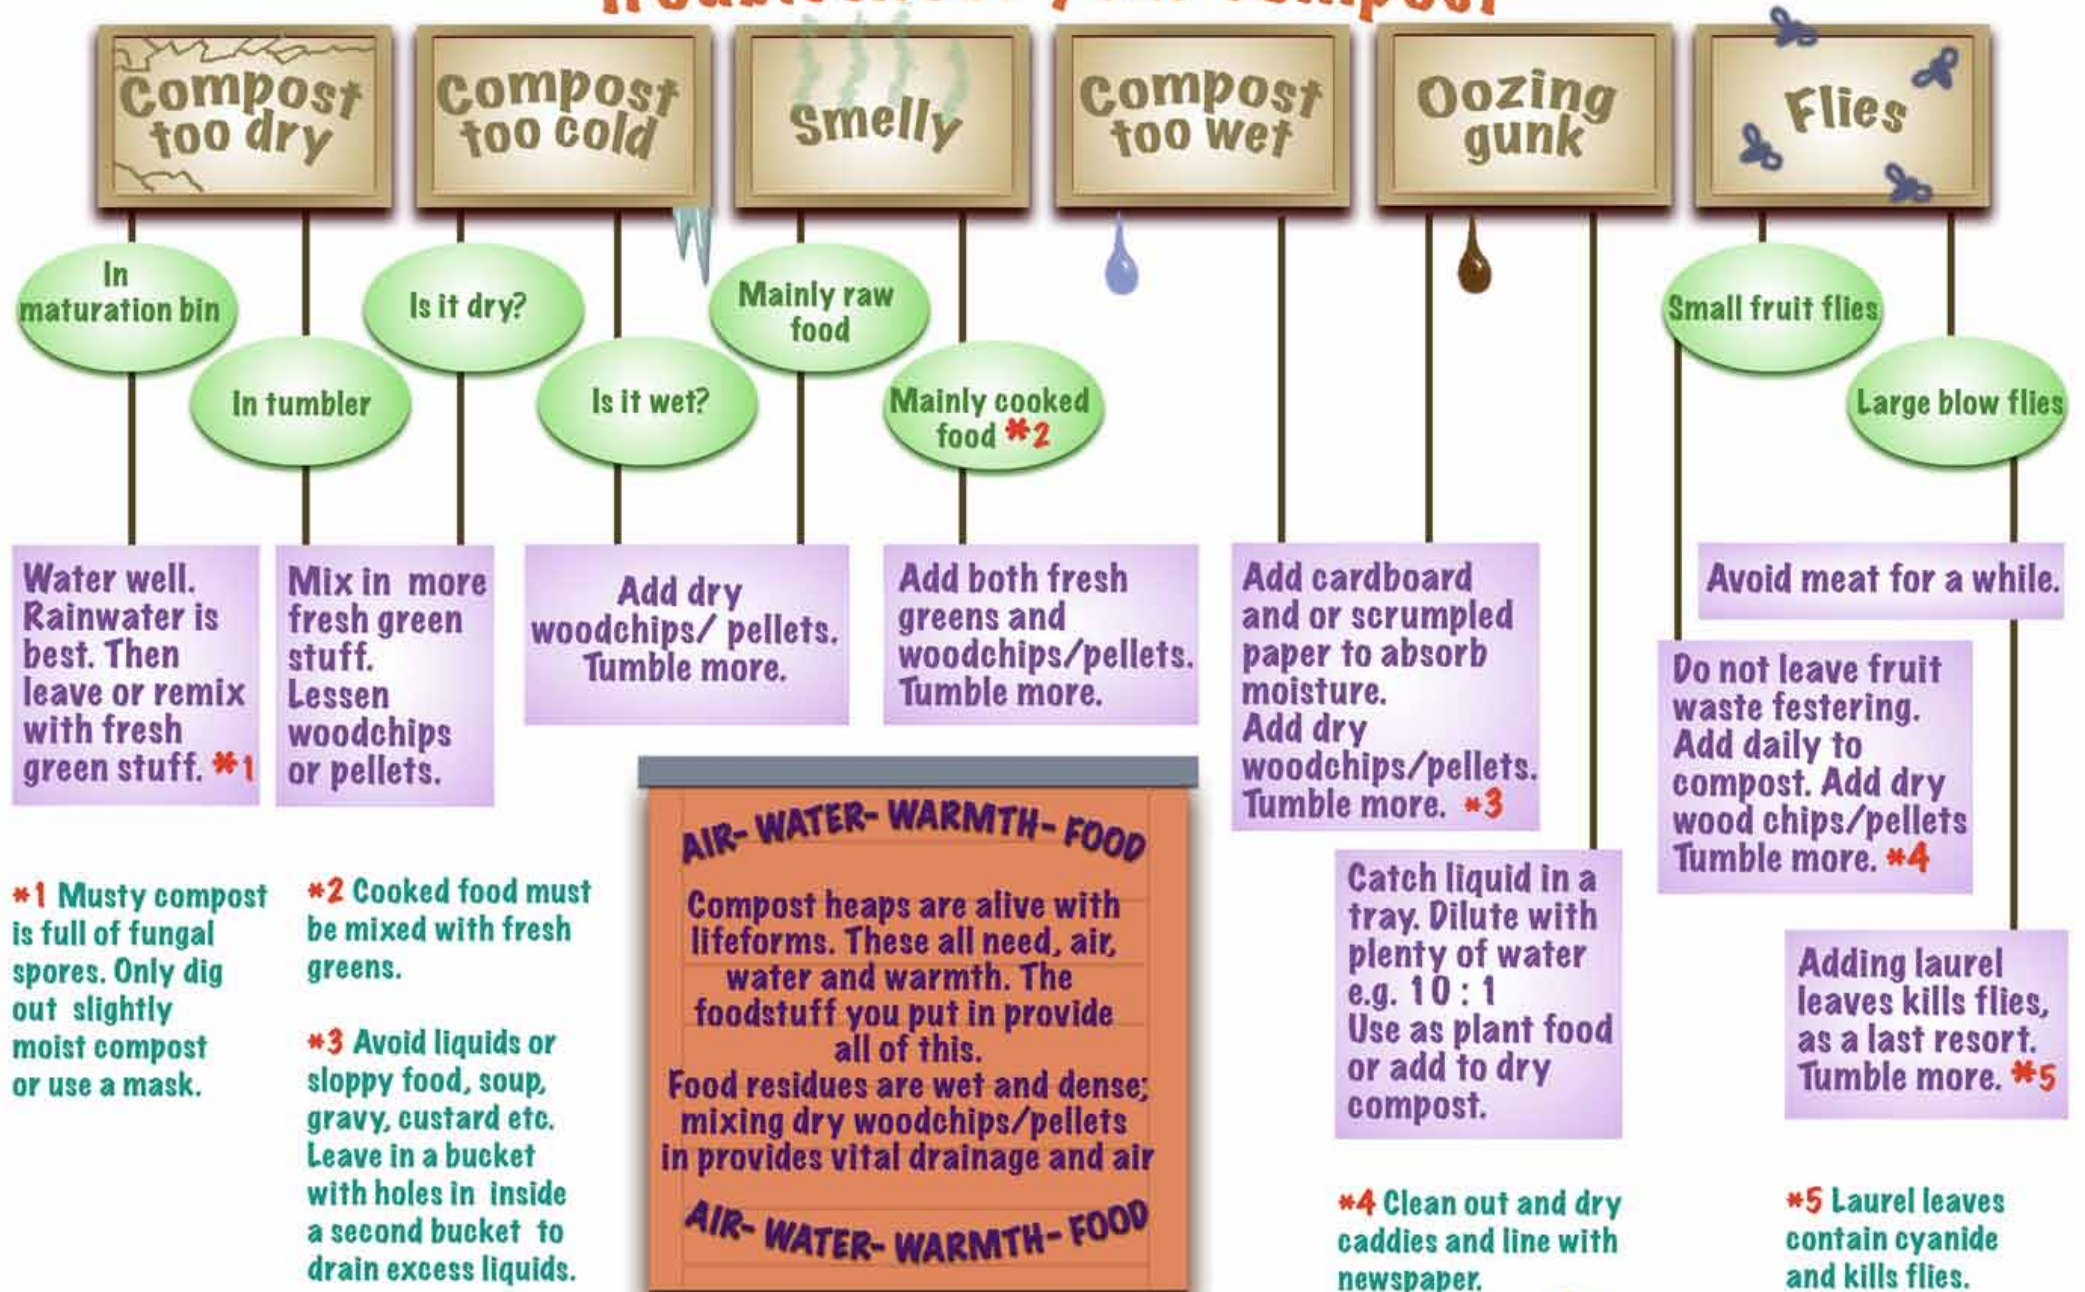 Troubleshoot your compost
Compost
too dry
Compost
too cold
Smelly
Compost
too wet
Oozing
gunk
Flies
In
maturation bin
In tumbler
Is it dry?
Is it wet?
Mainly raw
food
Mainly cooked
food *2
Small fruit flies
Large blow flies
Water well.
Rainwater is
best. Then
leave or remix
with fresh
green stuff. *1
Mix in more
fresh green
stuff.
Lessen
woodchips
or pellets.
Add dry
woodchips/ pellets.
Tumble more.
Add both fresh
greens and
woodchips/pellets.
Tumble more.
Add cardboard
and or scrumpled
paper to absorb
moisture.
Add dry
woodchips/pellets.
Tumble more. *3
Catch liquid in a
tray. Dilute with
plenty of water
e.g. 10 : 1
Use as plant food
or add to dry
compost.
Avoid meat for a while.
Do not leave fruit
waste festering.
Add daily to
compost. Add dry
wood chips/pellets
Tumble more. *4
Adding laurel
leaves kills flies,
as a last resort.
Tumble more. *5
*1 Musty compost
is full of fungal
spores. Only dig
out slightly
moist compost
or use a mask.
*2 Cooked food must
be mixed with fresh
greens.
*3 Avoid liquids or
sloppy food, soup,
gravy, custard etc.
Leave in a bucket
with holes in inside
a second bucket to
drain excess liquids.
AIR- WATER- WARMTH- FOOD
Compost heaps are alive with
lifeforms. These all need, air,
water and warmth. The
foodstuff you put in provide
all of this.
Food residues are wet and dense;
mixing dry woodchips/pellets
in provides vital drainage and air
AIR- WATER- WARMTH- FOOD
*4 Clean out and dry
caddies and line with
newspaper.
*5 Laurel leaves
contain cyanide
and kills flies.